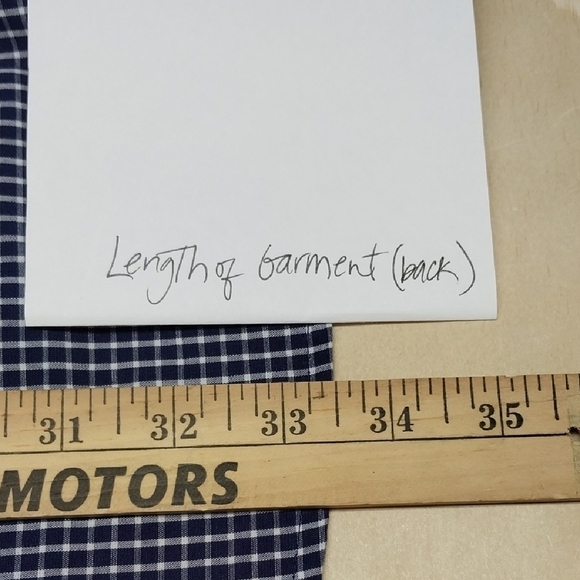 Length of Garment (back)
31 32 33 34 35
MOTORS